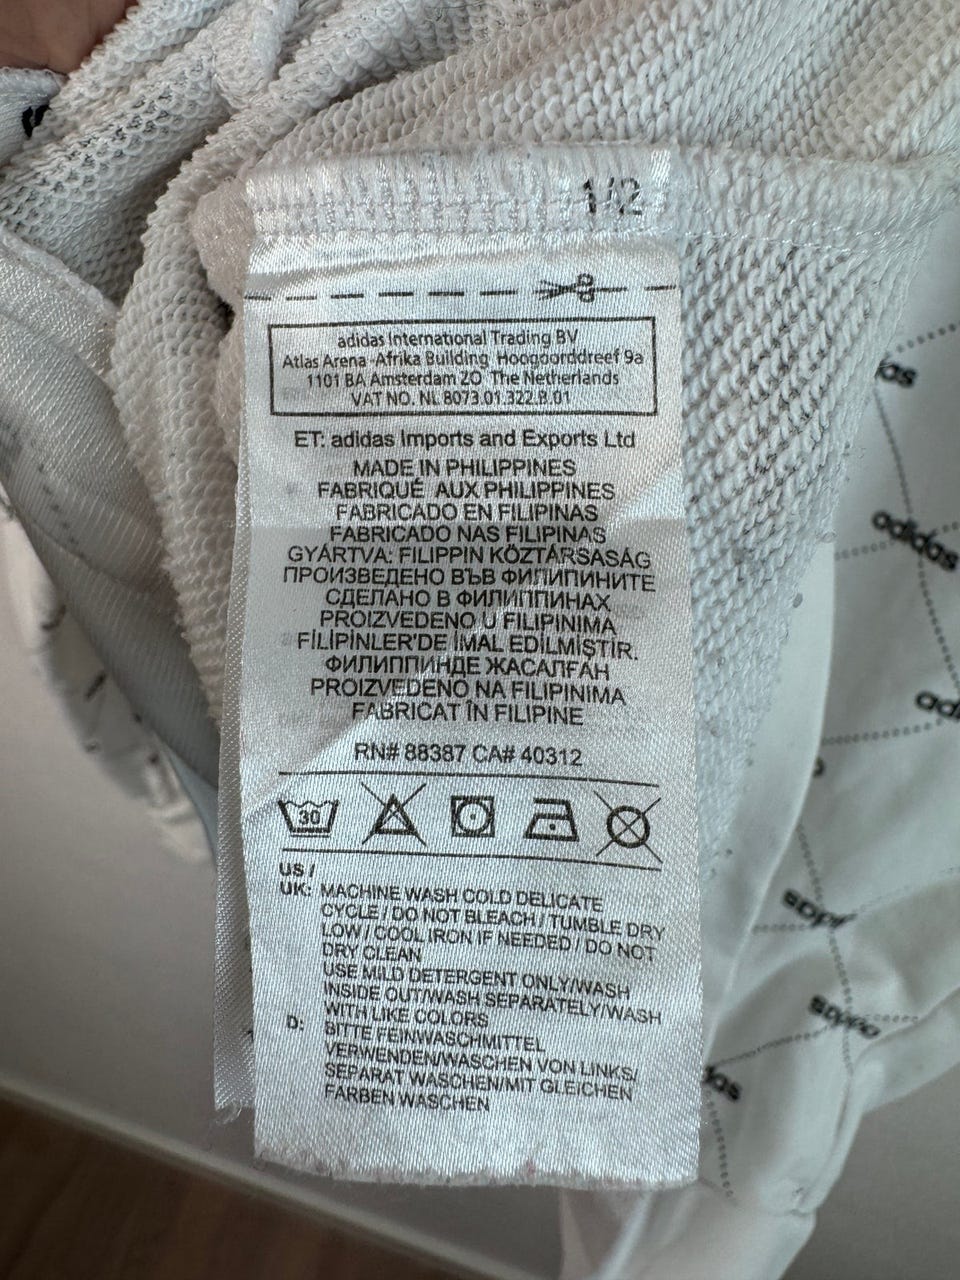 1/2
adidas International Trading BV
Atlas Arena-Afrika Building Hoogoorddreef 9a
1101 BA Amsterdam ZO The Netherlands
VAT NO. NL 8073.01.322.B.01
ET: adidas Imports and Exports Ltd
MADE IN PHILIPPINES
FABRIQUÉ AUX PHILIPPINES
FABRICADO EN FILIPINAS
FABRICADO NAS FILIPINAS
GYÁRTVA: FILIPPIN KÖZTÁRSASÁG
ПРОИЗВЕДЕНО ВЪВ ФИЛИПИНИТЕ
СДЕЛАНО В ФИЛИППИНАХ
PROIZVEDENO U FILIPINIMA
FİLİPİNLER'DE İMAL EDİLMİŞTİR.
ФИЛИППИНДЕ ЖАСАЛҒАН
PROIZVEDENO NA FILIPINIMA
FABRICAT ÎN FILIPINE
RN# 88387 CA# 40312
30
US /
UK: MACHINE WASH COLD DELICATE
CYCLE / DO NOT BLEACH / TUMBLE DRY
LOW / COOL IRON IF NEEDED / DO NOT
DRY CLEAN
USE MILD DETERGENT ONLY/WASH
INSIDE OUT/WASH SEPARATELY/WASH
WITH LIKE COLORS
D: BITTE FEINWASCHMITTEL
VERWENDEN/WASCHEN VON LINKS/
SEPARAT WASCHEN/MIT GLEICHEN
FARBEN WASCHEN
adidas
adidas
adidas